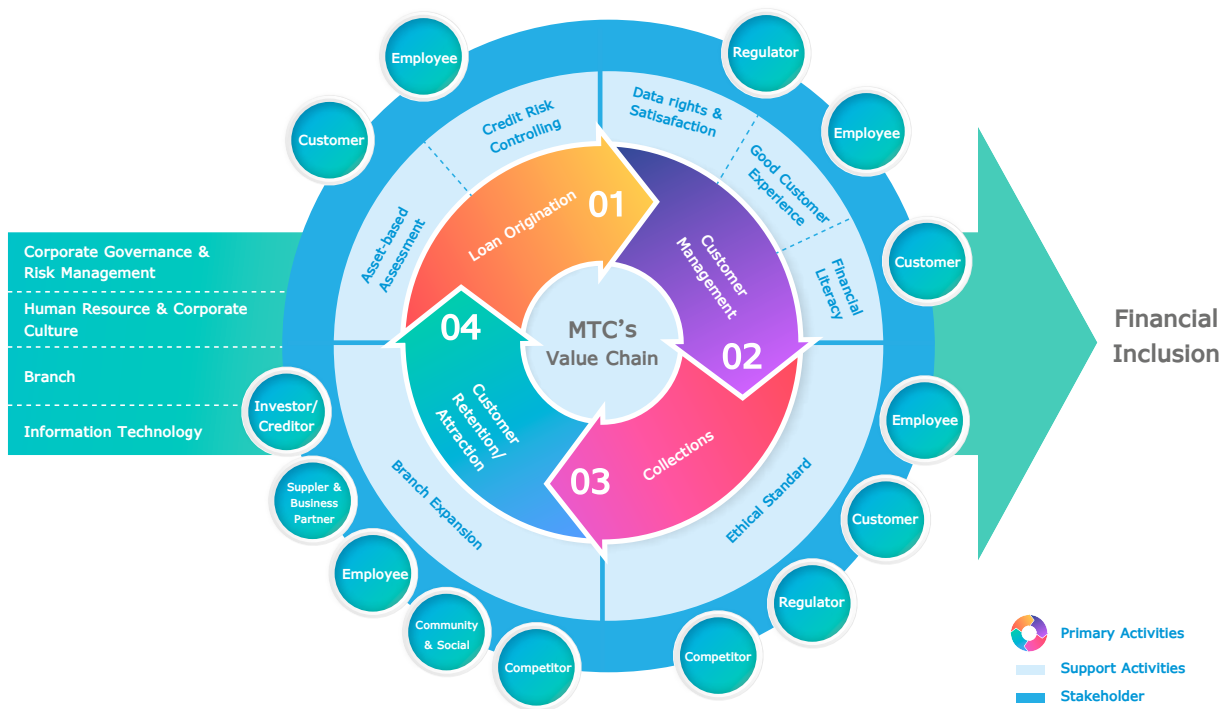 Corporate Governance &
Risk Management
Human Resource & Corporate
Culture
Branch
Information Technology
Employee
Customer
Regulator
Employee
Customer
Employee
Customer
Regulator
Competitor
Competitor
Community
& Social
Employee
Suppler &
Business
Partner
Investor/
Creditor
Asset-based
Assessment
Credit Risk
Controlling
Data rights &
Satisafaction
Good Customer
Experience
Financial
Literacy
Ethical Standard
Branch Expansion
Loan Origination
01
Customer
Management
02
Collections
03
Customer
Retention/
Attraction
04
MTC’s
Value Chain
Financial
Inclusion
Primary Activities
Support Activities
Stakeholder